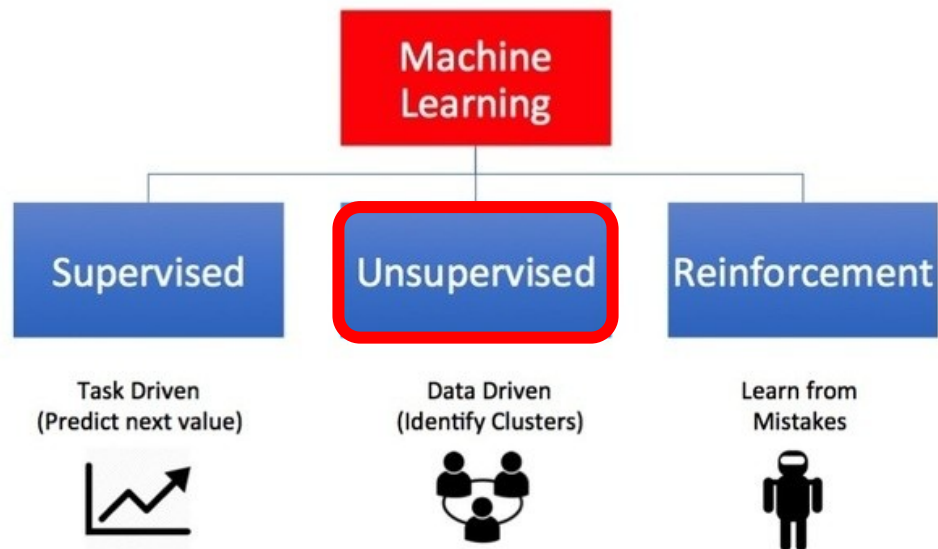 Machine
Learning
Supervised
Unsupervised
Reinforcement
Task Driven
(Predict next value)
Data Driven
(Identify Clusters)
Learn from
Mistakes